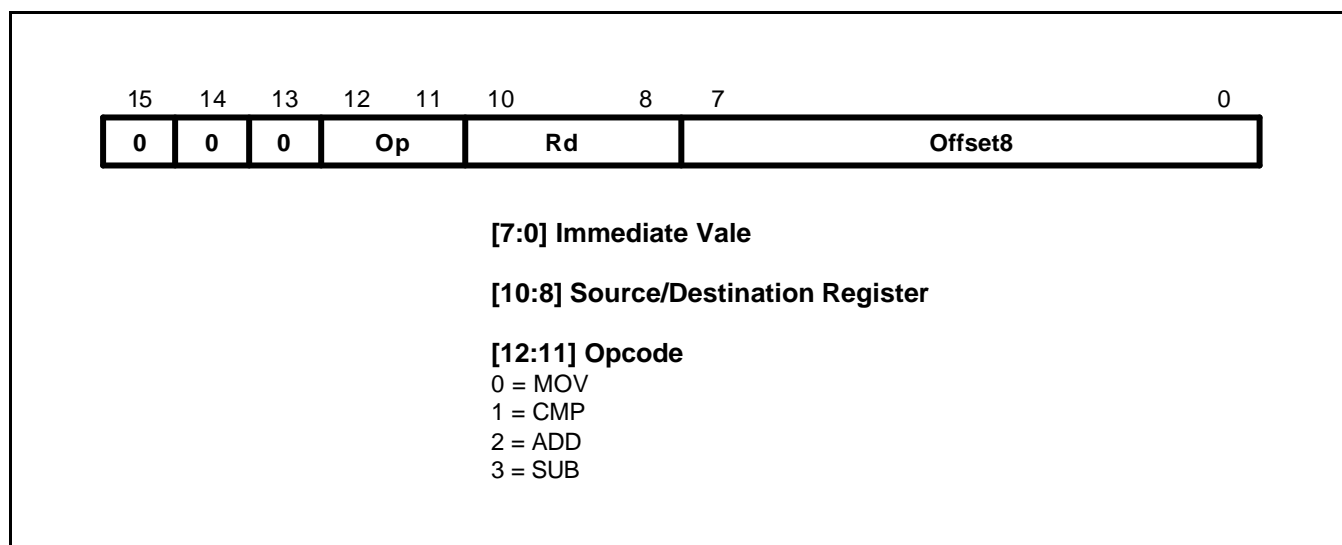 15 14 13 12 11 10 8 7 0
0 0 0 Op Rd Offset8
[7:0] Immediate Vale
[10:8] Source/Destination Register
[12:11] Opcode
0 = MOV
1 = CMP
2 = ADD
3 = SUB